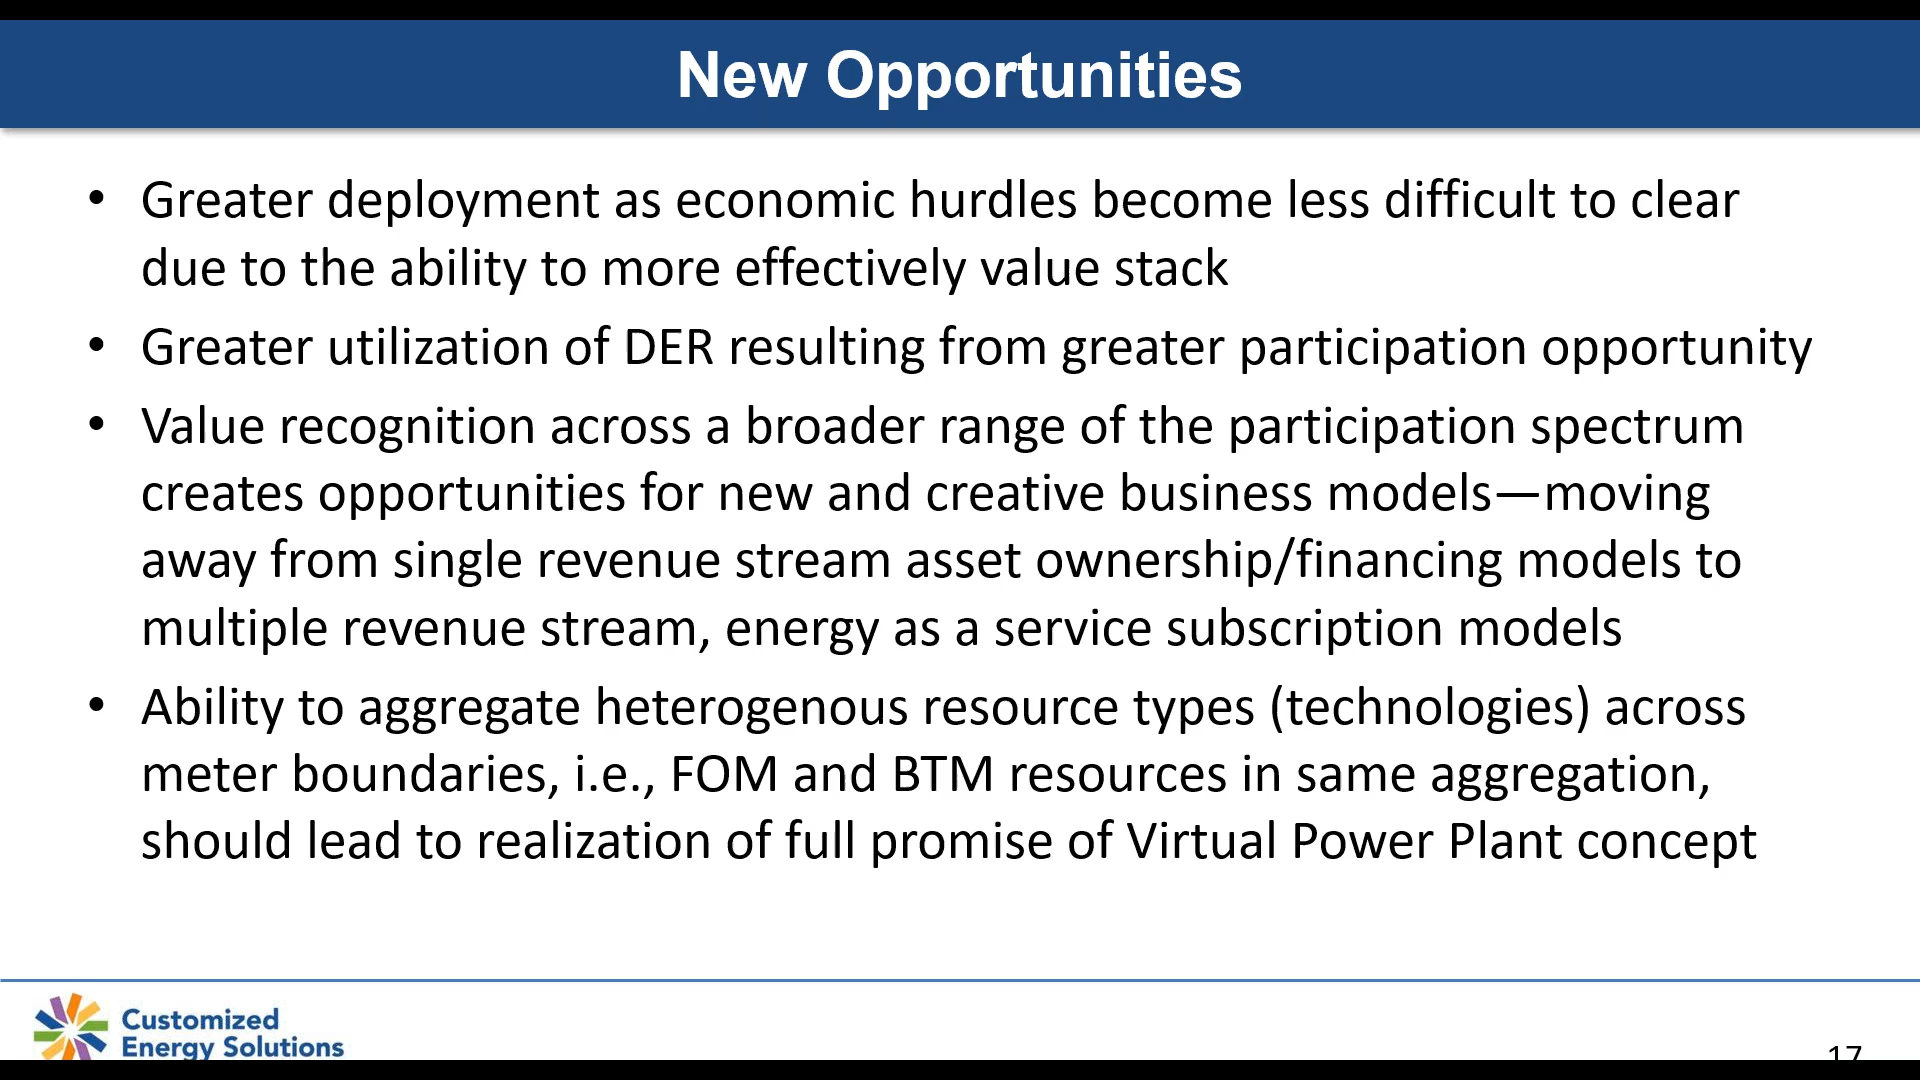 New Opportunities
• Greater deployment as economic hurdles become less difficult to clear
due to the ability to more effectively value stack
• Greater utilization of DER resulting from greater participation opportunity
• Value recognition across a broader range of the participation spectrum
creates opportunities for new and creative business models—moving
away from single revenue stream asset ownership/financing models to
multiple revenue stream, energy as a service subscription models
• Ability to aggregate heterogenous resource types (technologies) across
meter boundaries, i.e., FOM and BTM resources in same aggregation,
should lead to realization of full promise of Virtual Power Plant concept
Customized
Energy Solutions
17